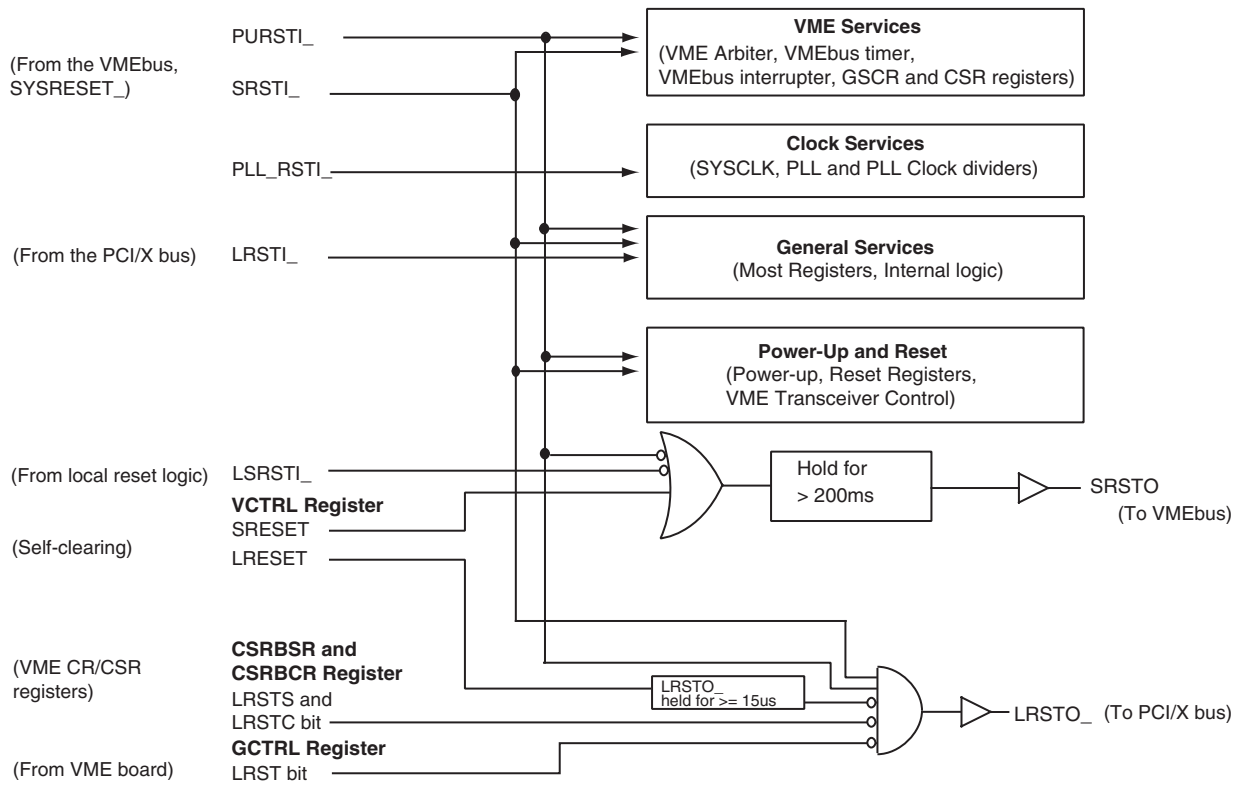 PURSTI_
(From the VMEbus,
SYSRESET_)
SRSTI_
VME Services
(VME Arbiter, VMEbus timer,
VMEbus interrupter, GSCR and CSR registers)
PLL_RSTI_
Clock Services
(SYSCLK, PLL and PLL Clock dividers)
(From the PCI/X bus)
LRSTI_
General Services
(Most Registers, Internal logic)
Power-Up and Reset
(Power-up, Reset Registers,
VME Transceiver Control)
(From local reset logic)
LSRSTI_
VCTRL Register
SRESET
(Self-clearing)
LRESET
Hold for
> 200ms
SRSTO
(To VMEbus)
(VME CR/CSR
registers)
CSRBSR and
CSRBCR Register
LRSTS and
LRSTC bit
LRSTO_
held for >= 15us
GCTRL Register
(From VME board)
LRST bit
LRSTO_
(To PCI/X bus)